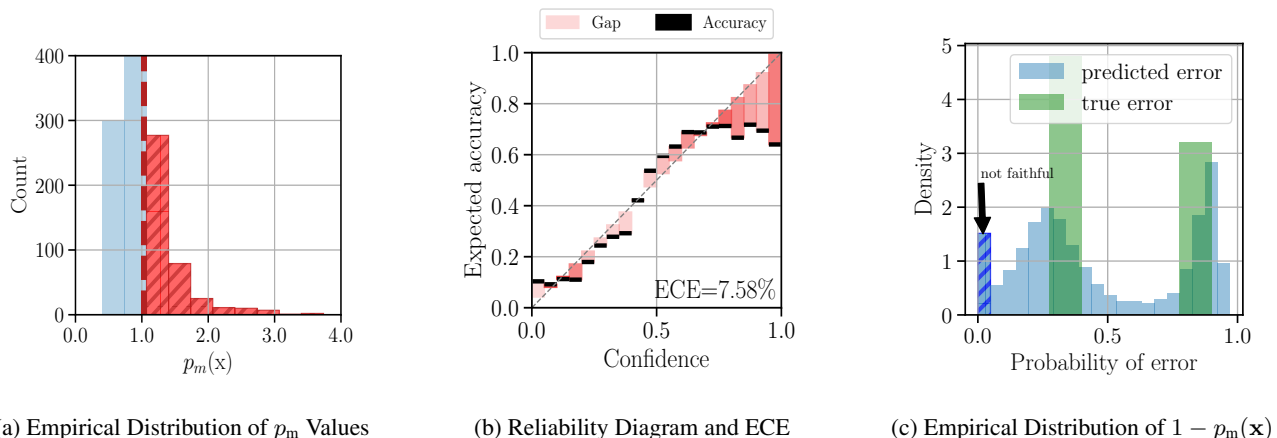 400
300
200
100
0
Count
0.0
1.0
2.0
3.0
4.0
p_m(x)
Gap
Accuracy
1.0
0.8
0.6
0.4
0.2
0.0
Expected accuracy
ECE=7.58%
0.0
0.5
1.0
Confidence
5
4
3
2
1
0
Density
predicted error
true error
not faithful
0.0
0.5
1.0
Probability of error
a) Empirical Distribution of p_m Values
(b) Reliability Diagram and ECE
(c) Empirical Distribution of 1 − p_m(x)